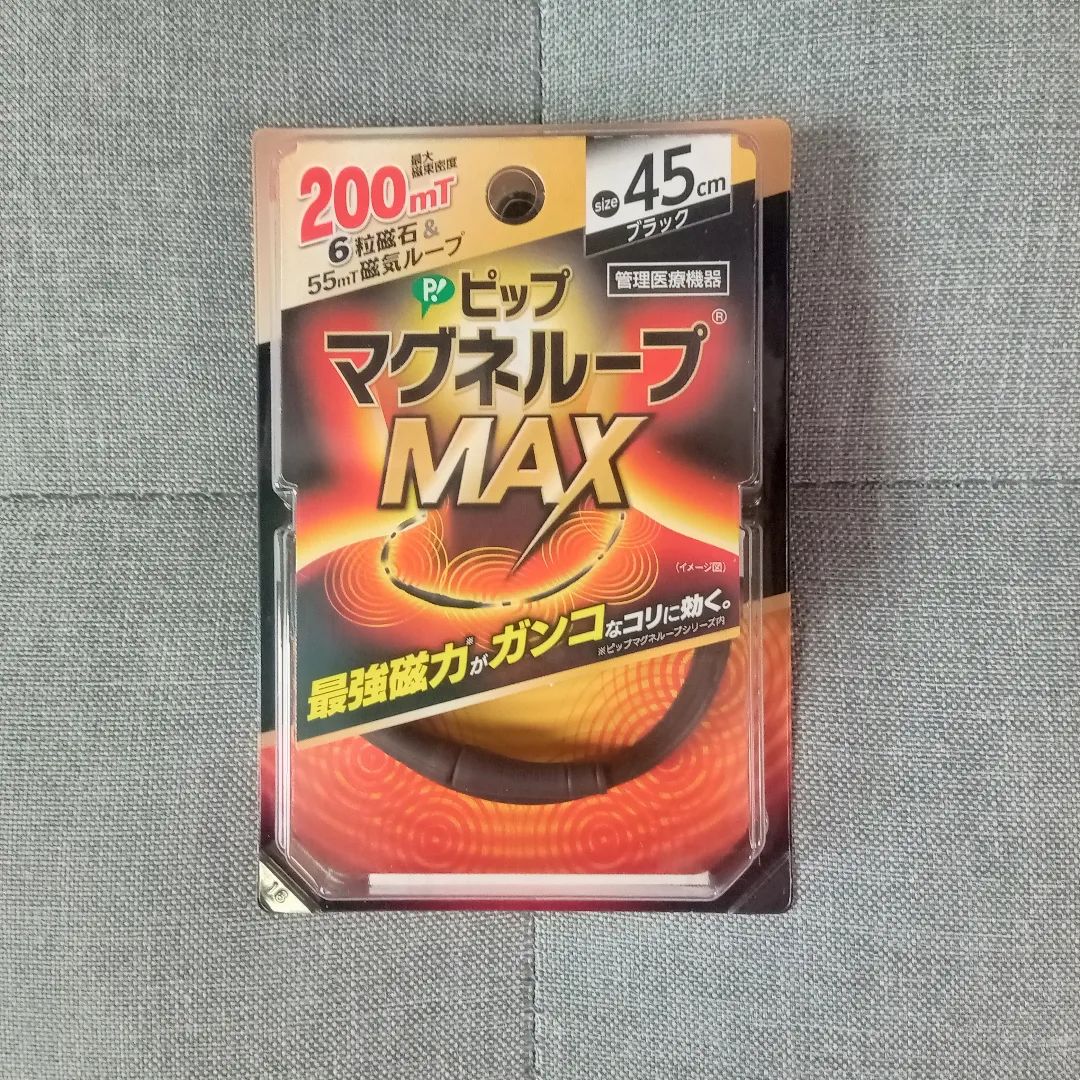 最大
磁束密度
200mT
6粒磁石&
55mT磁気ループ
size 45cm
ブラック
管理医療機器
P! ピップ
マグネループ®
MAX
(イメージ図)
最強磁力※がガンコなコリに効く。
※ピップマグネループシリーズ内